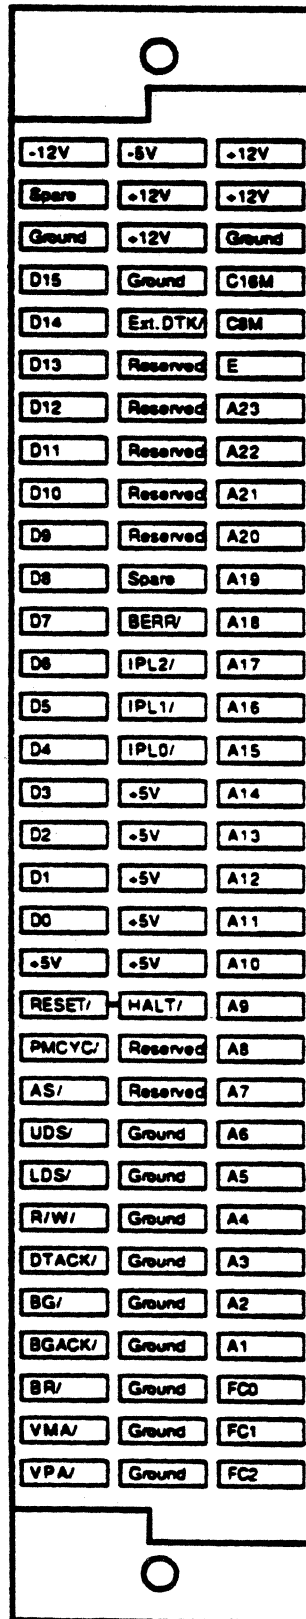 -12V -5V +12V
Spare +12V +12V
Ground +12V Ground
D15 Ground C16M
D14 Ext.DTK/ C8M
D13 Reserved E
D12 Reserved A23
D11 Reserved A22
D10 Reserved A21
D9 Reserved A20
D8 Spare A19
D7 BERR/ A18
D6 IPL2/ A17
D5 IPL1/ A16
D4 IPL0/ A15
D3 +5V A14
D2 +5V A13
D1 +5V A12
D0 +5V A11
+5V +5V A10
RESET/ HALT/ A9
PMCYC/ Reserved A8
AS/ Reserved A7
UDS/ Ground A6
LDS/ Ground A5
R/W/ Ground A4
DTACK/ Ground A3
BG/ Ground A2
BGACK/ Ground A1
BR/ Ground FC0
VMA/ Ground FC1
VPA/ Ground FC2